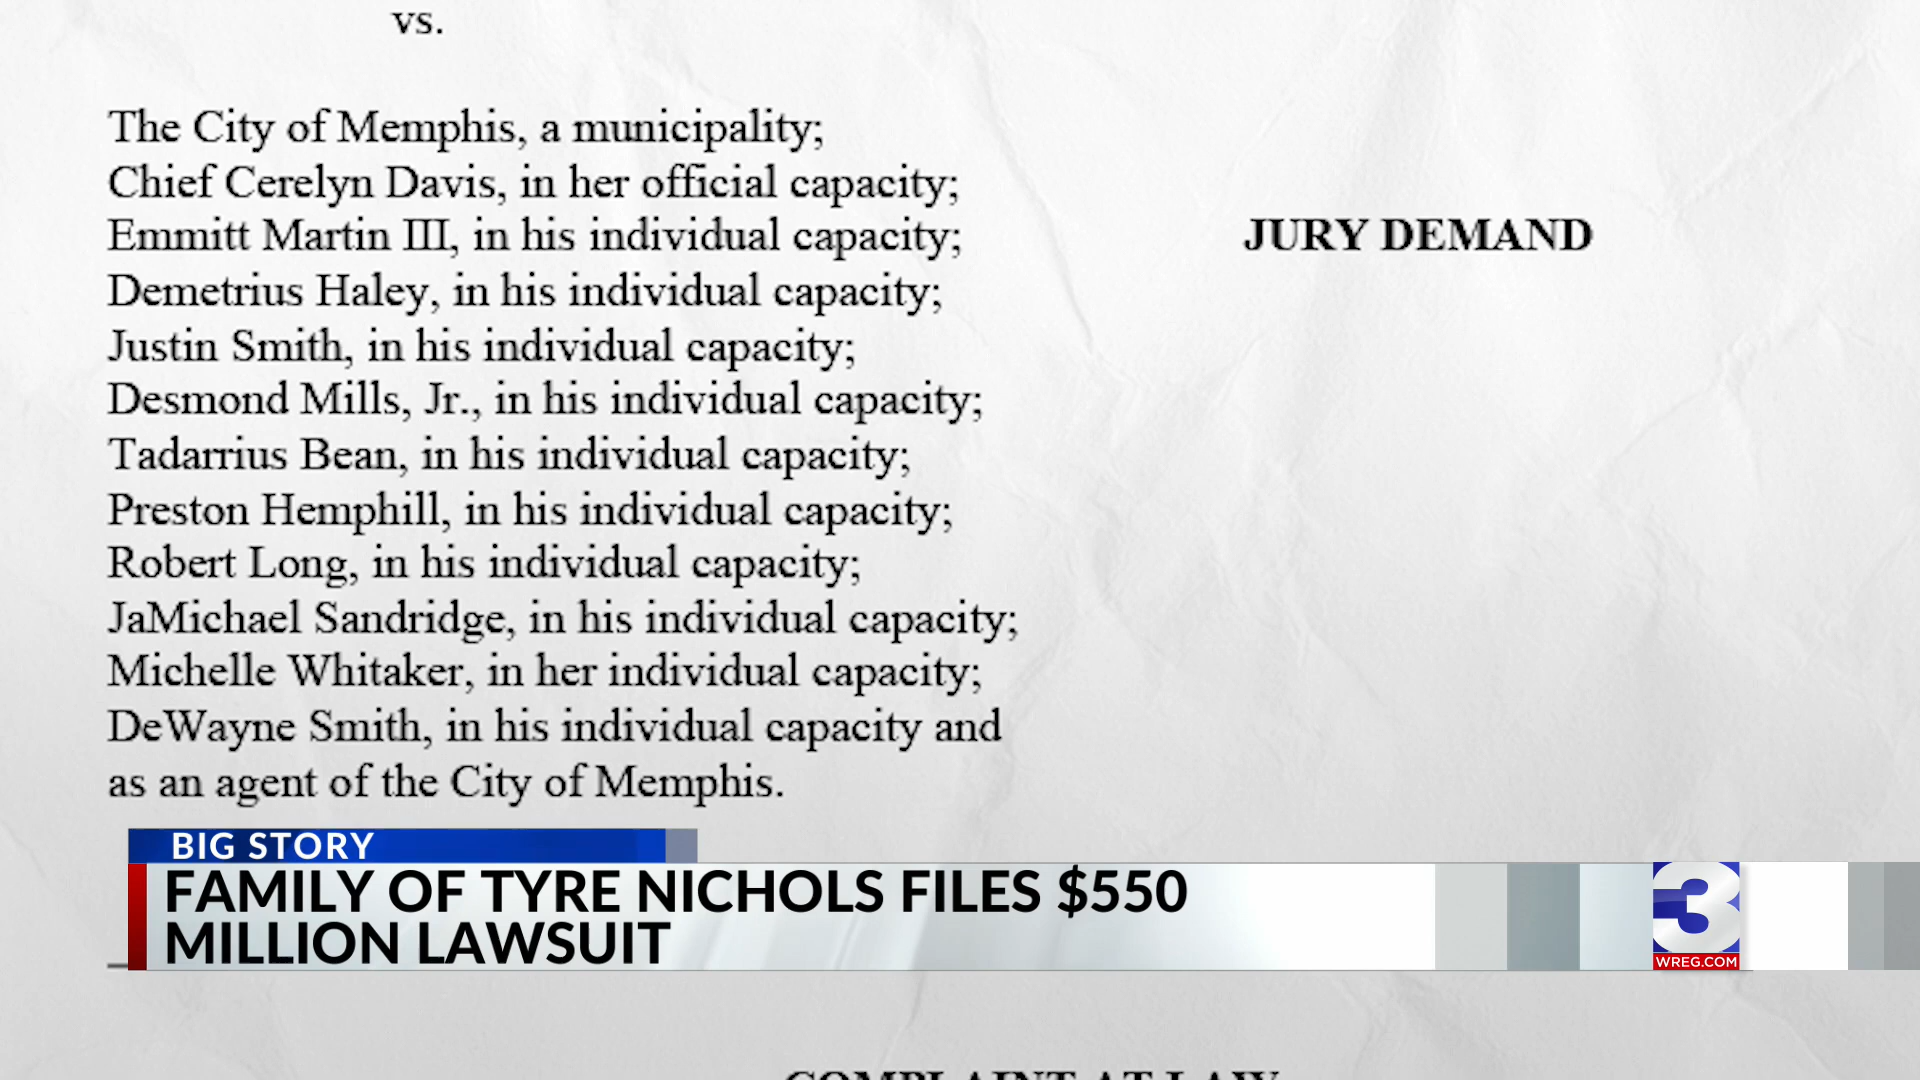 vs.
The City of Memphis, a municipality;
Chief Cerelyn Davis, in her official capacity;
Emmitt Martin III, in his individual capacity;
JURY DEMAND
Demetrius Haley, in his individual capacity;
Justin Smith, in his individual capacity;
Desmond Mills, Jr., in his individual capacity;
Tadarrius Bean, in his individual capacity;
Preston Hemphill, in his individual capacity;
Robert Long, in his individual capacity;
JaMichael Sandridge, in his individual capacity;
Michelle Whitaker, in her individual capacity;
DeWayne Smith, in his individual capacity and
as an agent of the City of Memphis.
BIG STORY
FAMILY OF TYRE NICHOLS FILES $550
MILLION LAWSUIT
3
WREG.COM
COMPLAINT AT LAW